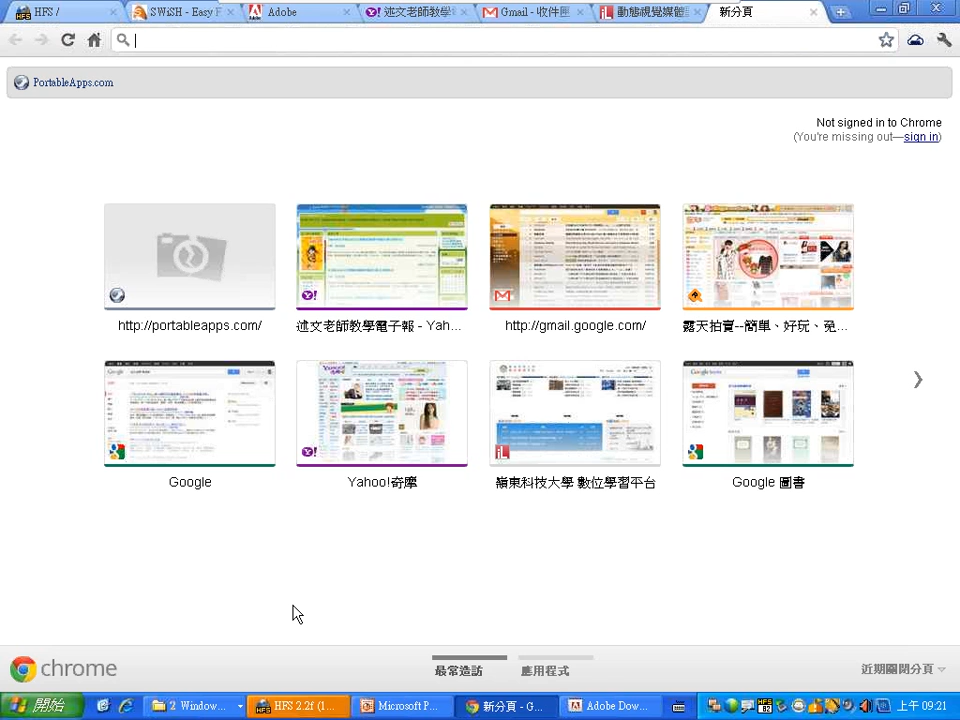 HFS /
SWiSH - Easy F
Adobe
述文老師教學
Gmail - 收件匣
動態視覺媒體
新分頁
PortableApps.com
Not signed in to Chrome
(You're missing out—sign in)
http://portableapps.com/
述文老師教學電子報 - Yah...
http://gmail.google.com/
露天拍賣--簡單、好玩、免...
Google
Yahoo!奇摩
嶺東科技大學 數位學習平台
Google 圖書
chrome
最常造訪
應用程式
近期關閉分頁
開始
2 Window...
HFS 2.2f (1...
Microsoft P...
新分頁 - G...
Adobe Dow...
上午 09:21